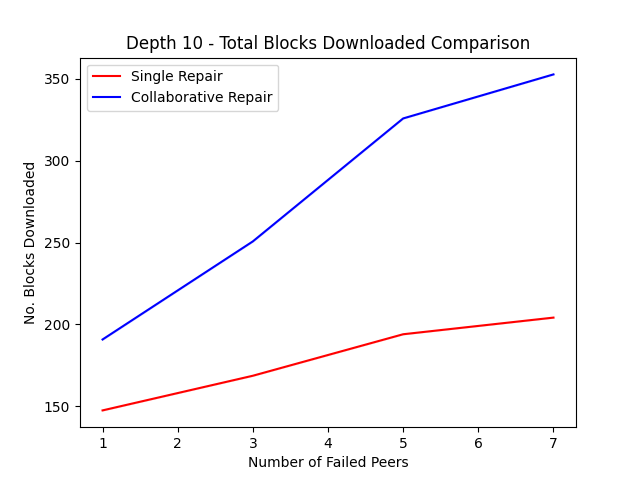 Depth 10 - Total Blocks Downloaded Comparison
Single Repair
Collaborative Repair
No. Blocks Downloaded
350
300
250
200
150
1 2 3 4 5 6 7
Number of Failed Peers